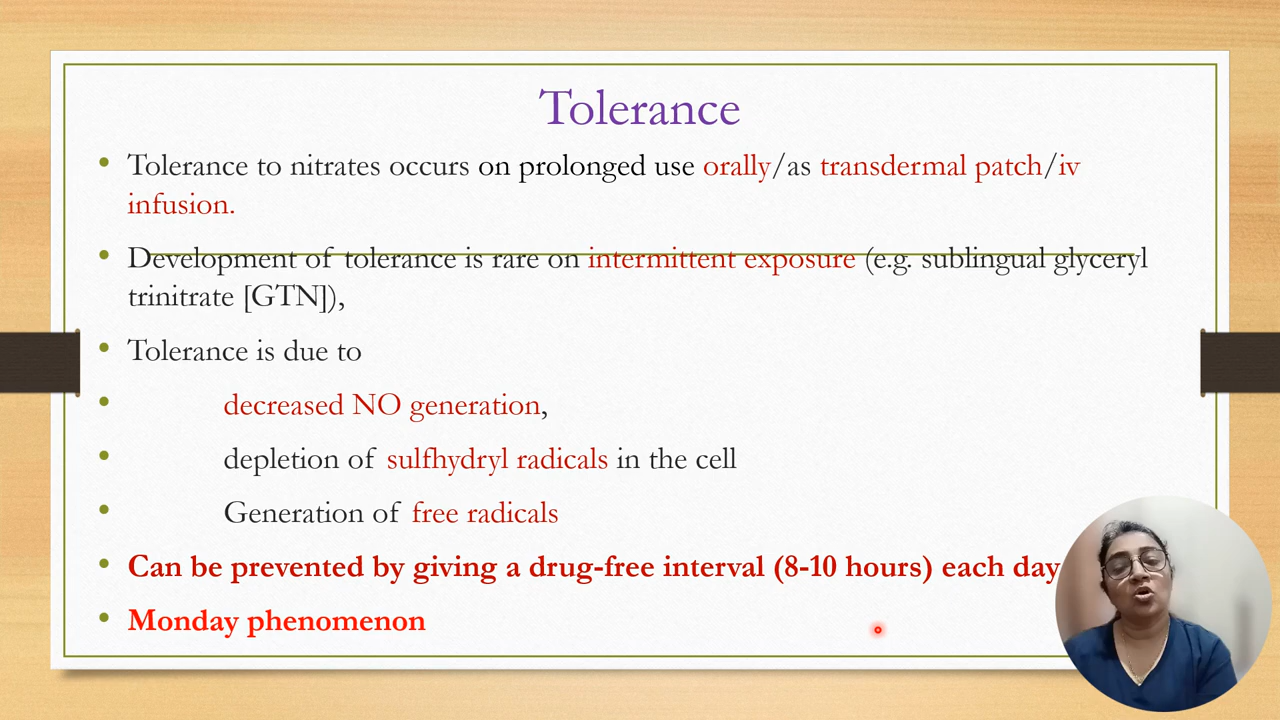 Tolerance
• Tolerance to nitrates occurs on prolonged use orally/as transdermal patch/iv
infusion.
• Development of tolerance is rare on intermittent exposure (e.g. sublingual glyceryl
trinitrate [GTN]),
• Tolerance is due to
• decreased NO generation,
• depletion of sulfhydryl radicals in the cell
• Generation of free radicals
• Can be prevented by giving a drug-free interval (8-10 hours) each day
• Monday phenomenon